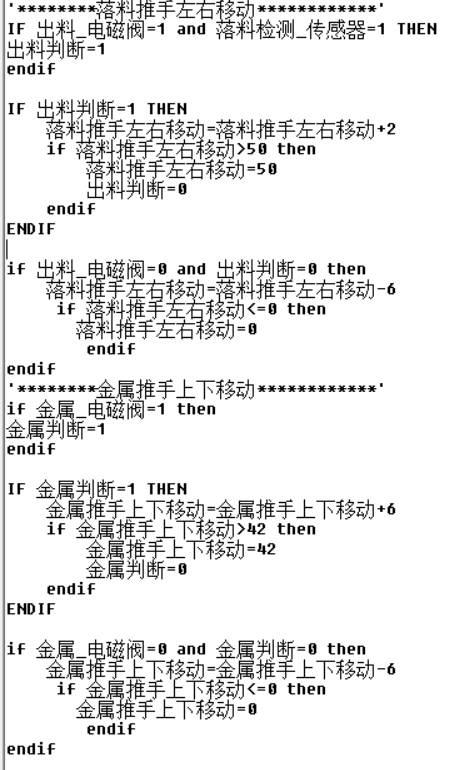 '********落料推手左右移动************'
IF 出料_电磁阀=1 and 落料检测_传感器=1 THEN
出料判断=1
endif
IF 出料判断=1 THEN
落料推手左右移动=落料推手左右移动+2
if 落料推手左右移动>50 then
落料推手左右移动=50
出料判断=0
endif
ENDIF
if 出料_电磁阀=0 and 出料判断=0 then
落料推手左右移动=落料推手左右移动-6
if 落料推手左右移动<=0 then
落料推手左右移动=0
endif
endif
'********金属推手上下移动************'
if 金属_电磁阀=1 then
金属判断=1
endif
IF 金属判断=1 THEN
金属推手上下移动=金属推手上下移动+6
if 金属推手上下移动>42 then
金属推手上下移动=42
金属判断=0
endif
ENDIF
if 金属_电磁阀=0 and 金属判断=0 then
金属推手上下移动=金属推手上下移动-6
if 金属推手上下移动<=0 then
金属推手上下移动=0
endif
endif